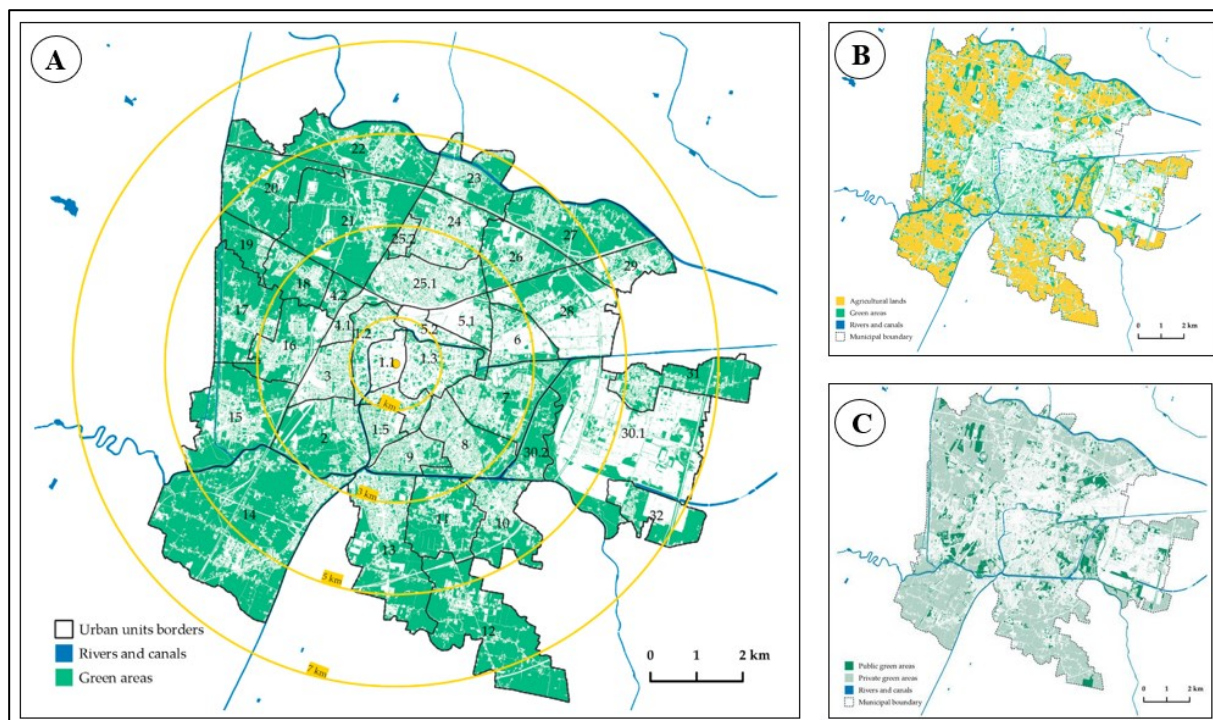 A
22
23
20
24
21
27
25.2
19
26
29
25.1
18
28
4.2
17
5.1
4.1
1.2
5.2
6
16
1.3
1.1
31
3
7
1 km
15
1.5
30.1
2
8
30.2
9
3 km
14
32
11
10
13
5 km
12
7 km
Urban units borders
Rivers and canals
Green areas
0 1 2 km
B
Agricultural lands
Green areas
Rivers and canals
Municipal boundary
0 1 2 km
C
Public green areas
Private green areas
Rivers and canals
Municipal boundary
0 1 2 km